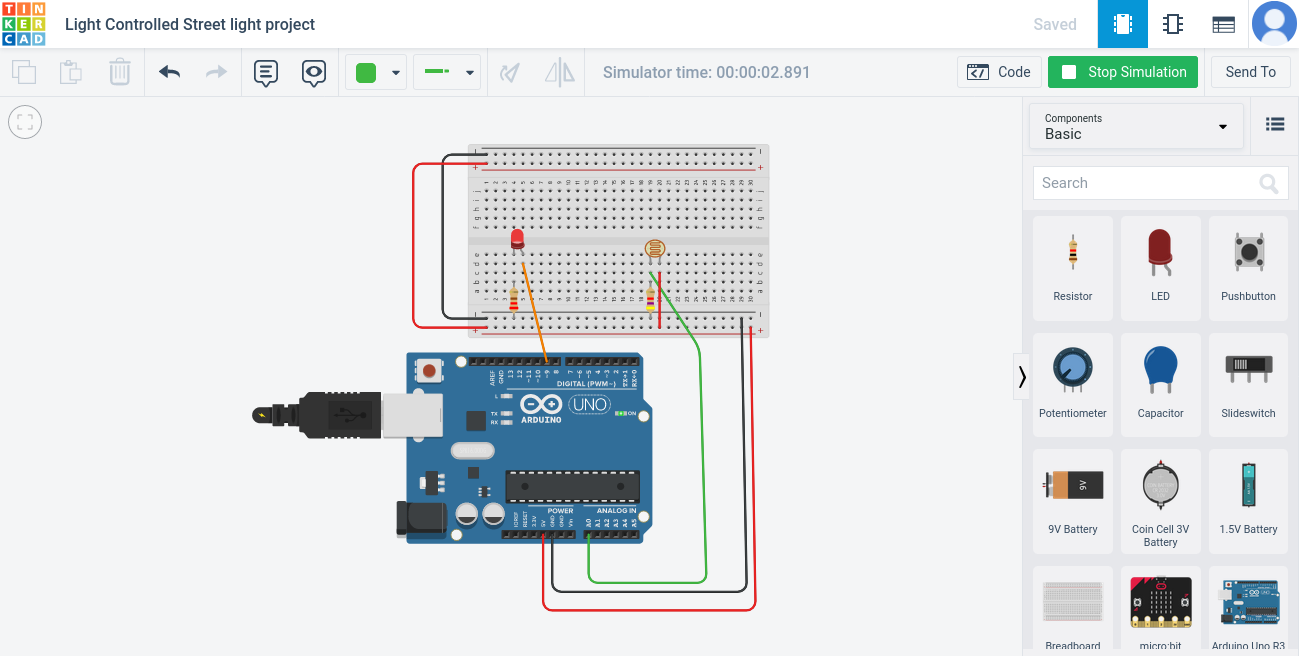 TIN
KER
CAD
Light Controlled Street light project
Saved
Simulator time: 00:00:02.891
Code
Stop Simulation
Send To
Components
Basic
Search
Resistor
LED
Pushbutton
Potentiometer
Capacitor
Slideswitch
9V
9V Battery
Coin Cell 3V
Battery
1.5V Battery
Breadboard
micro:bit
Arduino Uno R3
AREF
GND
13
12
~11
~10
~9
8
7
~6
~5
4
~3
2
TX→1
RX←0
DIGITAL (PWM~)
L
TX
RX
UNO
ARDUINO
ON
POWER
ANALOG IN
IOREF
RESET
3.3V
5V
GND
GND
Vin
A0
A1
A2
A3
A4
A5